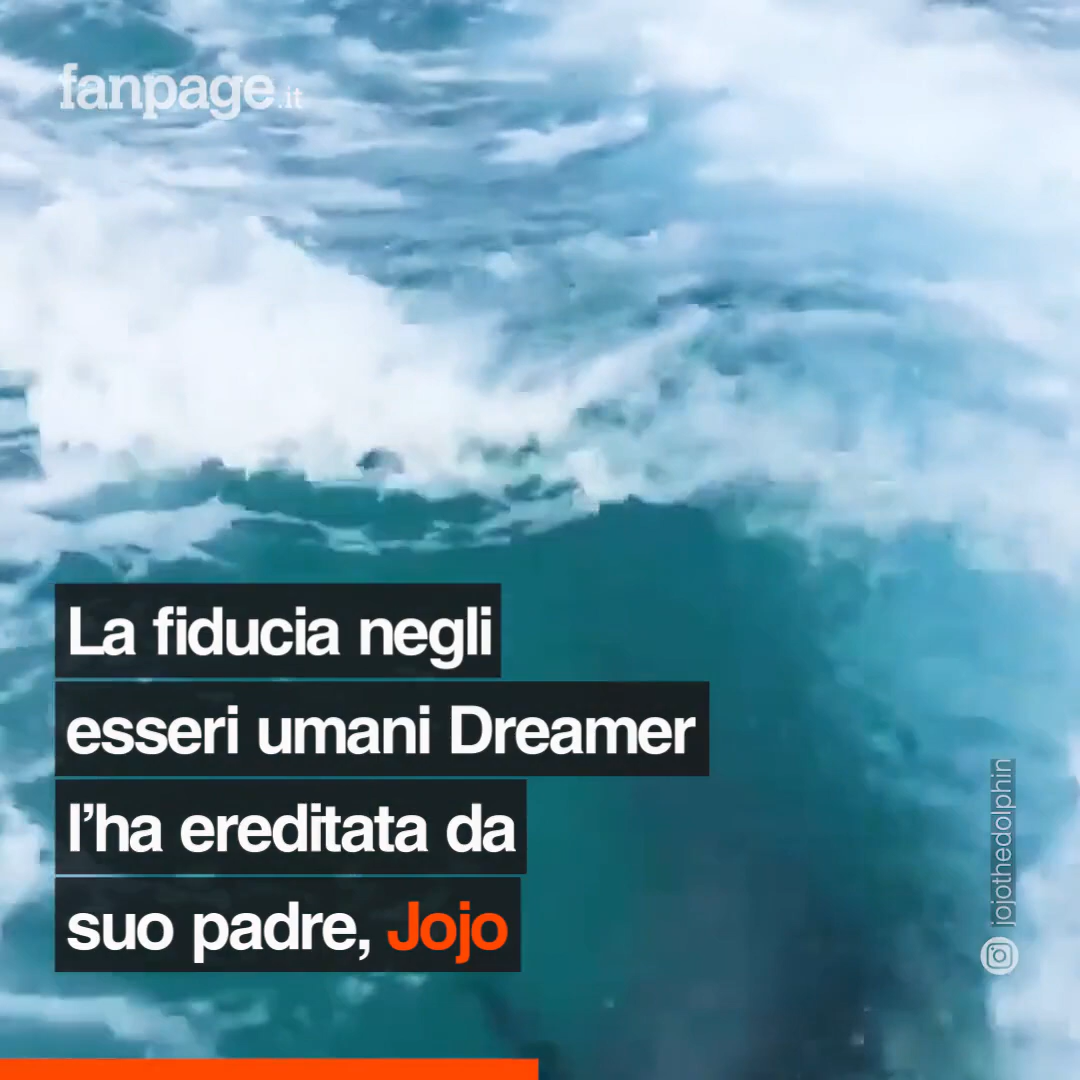 fanpage.it
La fiducia negli
esseri umani Dreamer
l’ha ereditata da
suo padre, Jojo
jojothedolphin